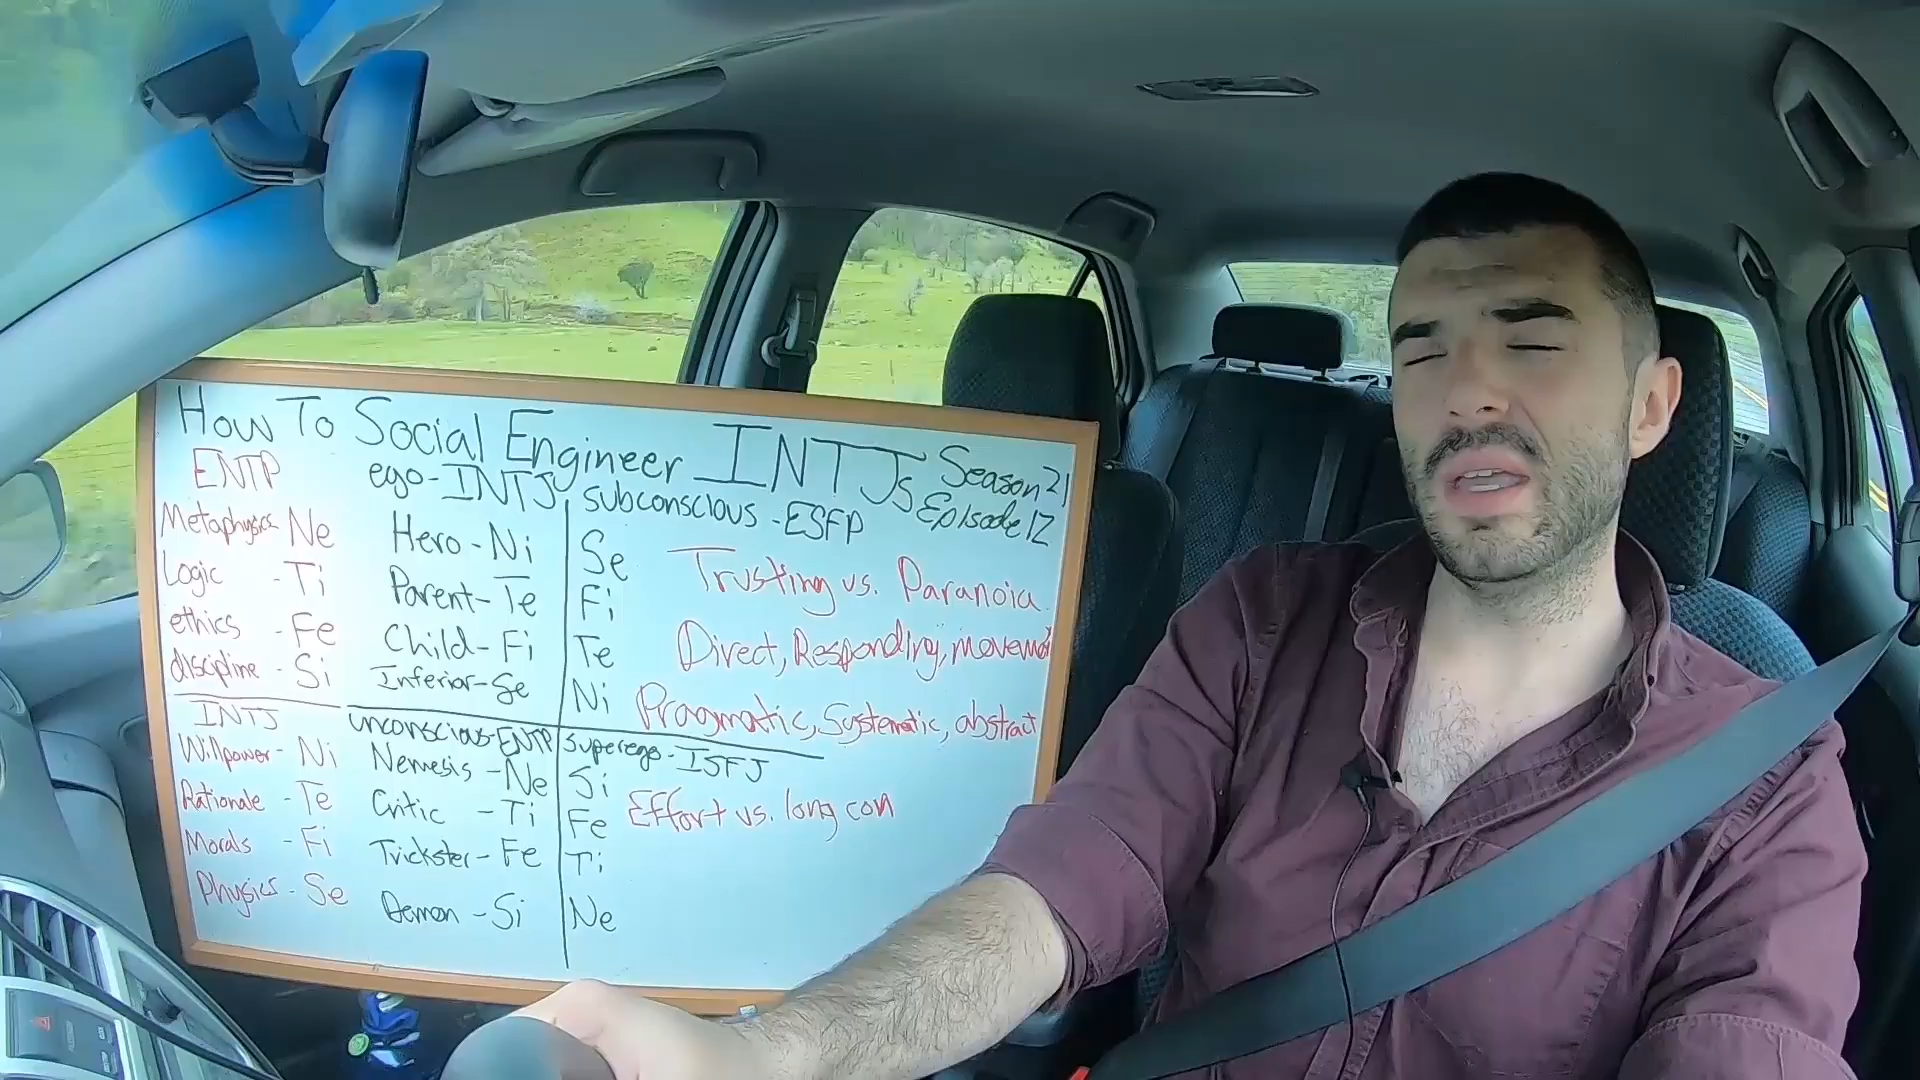 How To Social Engineer INTJs
Season 21
Episode 12
ENTP
Metaphysics - Ne
Logic - Ti
ethics - Fe
discipline - Si
INTJ
Willpower - Ni
Rationale - Te
Morals - Fi
Physics - Se
ego - INTJ
Hero - Ni
Parent - Te
Child - Fi
Inferior - Se
subconscious - ESFP
Se
Fi
Te
Ni
unconscious - ENTP
Nemesis - Ne
Critic - Ti
Trickster - Fe
Demon - Si
superego - ISFJ
Si
Fe
Ti
Ne
Trusting vs. Paranoia
Direct, Responding, movement
Pragmatic, Systematic, abstract
Effort vs. long con